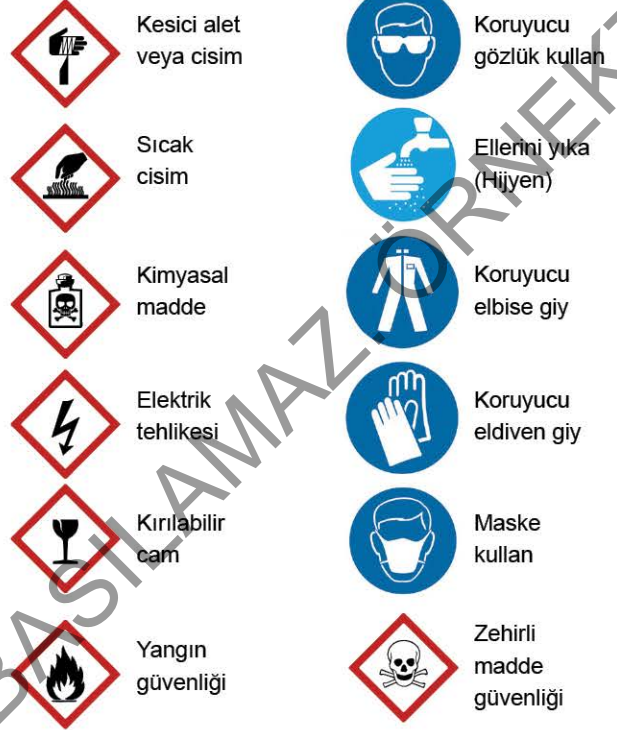 Kesici alet
veya cisim
Sıcak
cisim
Kimyasal
madde
Elektrik
tehlikesi
Kırılabilir
cam
Yangın
güvenliği
Koruyucu
gözlük kullan
Ellerini yıka
(Hijyen)
Koruyucu
elbise giy
Koruyucu
eldiven giy
Maske
kullan
Zehirli
madde
güvenliği
BASILAMAZ. ÖRNEKT